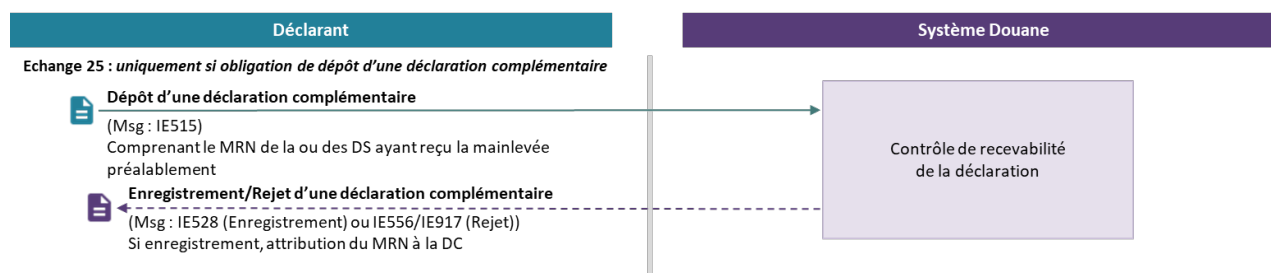 Déclarant
Système Douane
Echange 25 : uniquement si obligation de dépôt d'une déclaration complémentaire
Dépôt d'une déclaration complémentaire
(Msg : IE515)
Comprenant le MRN de la ou des DS ayant reçu la mainlevée
préalablement
Enregistrement/Rejet d'une déclaration complémentaire
(Msg : IE528 (Enregistrement) ou IE556/IE917 (Rejet))
Si enregistrement, attribution du MRN à la DC
Contrôle de recevabilité
de la déclaration